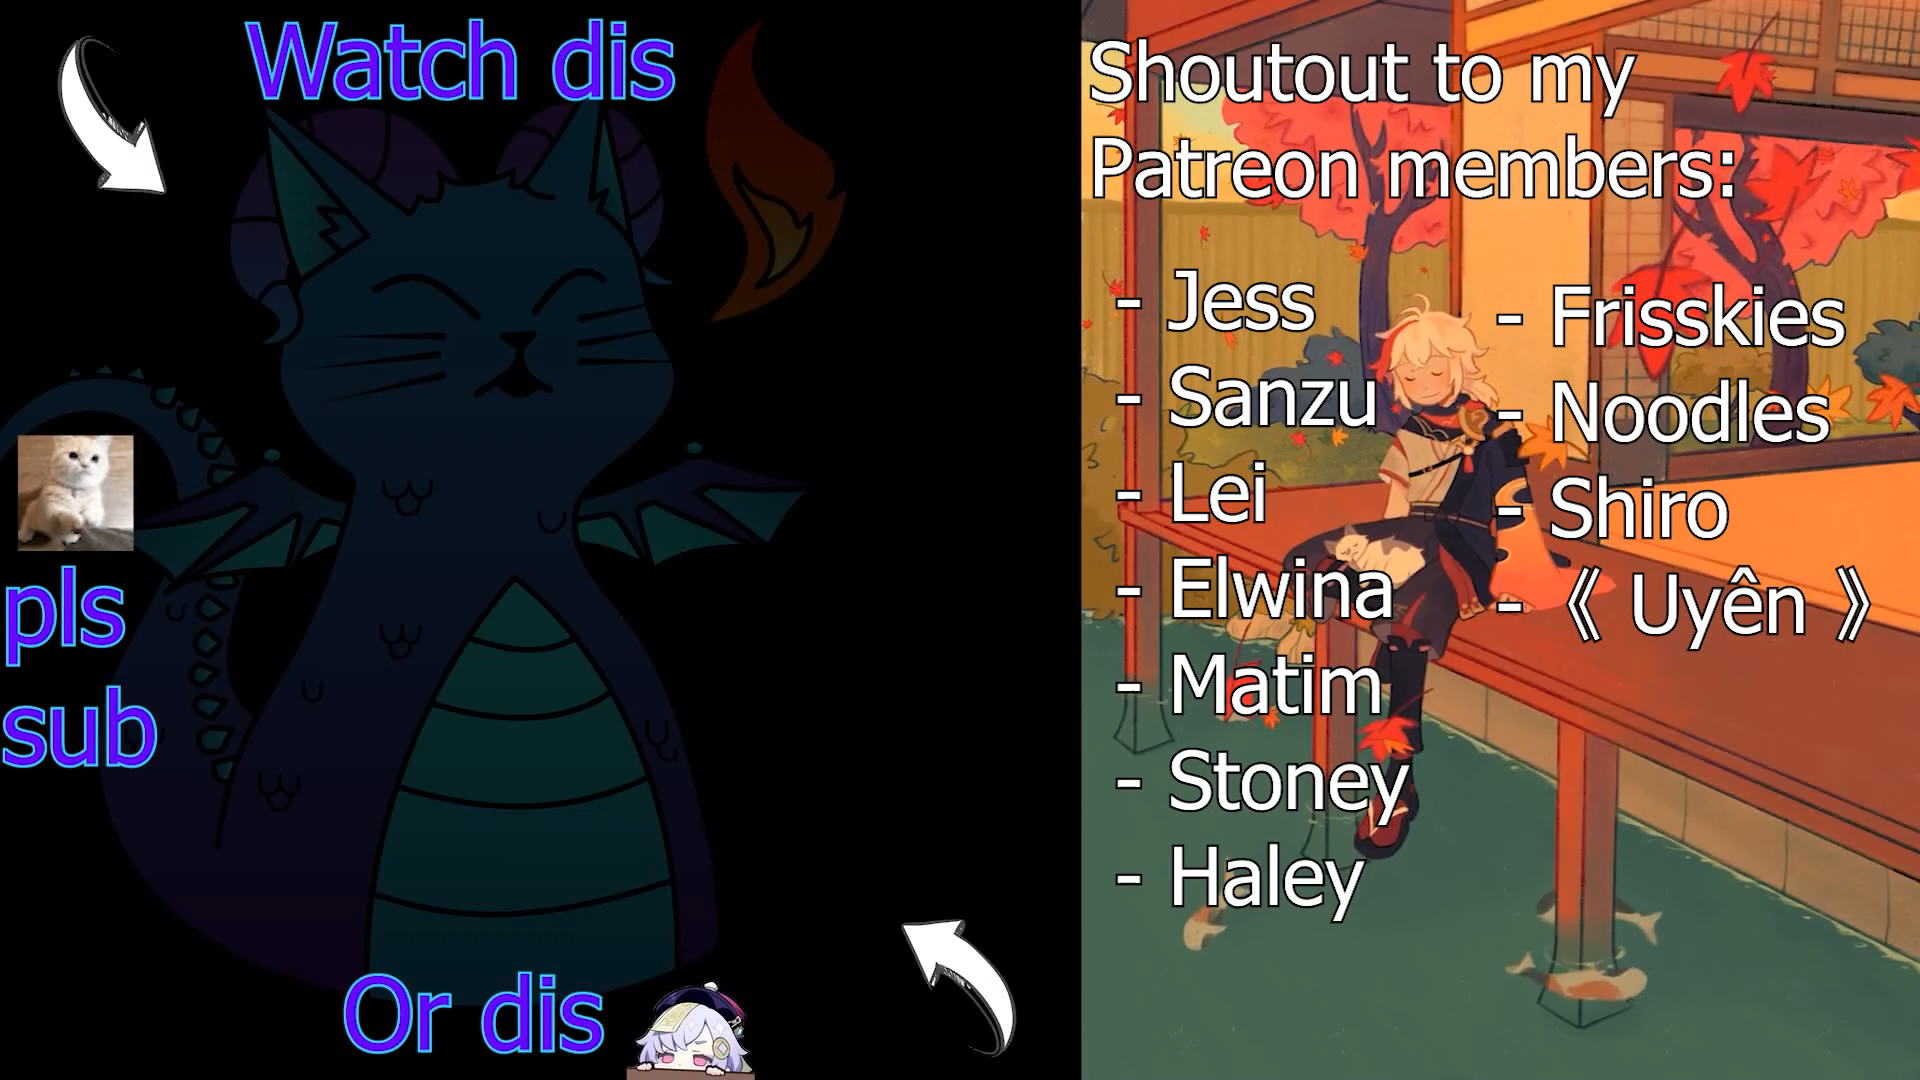 Watch dis
pls
sub
Or dis
Shoutout to my
Patreon members:
- Jess
- Sanzu
- Lei
- Elwina
- Matim
- Stoney
- Haley
- Frisskies
- Noodles
- Shiro
- 《 Uyên 》